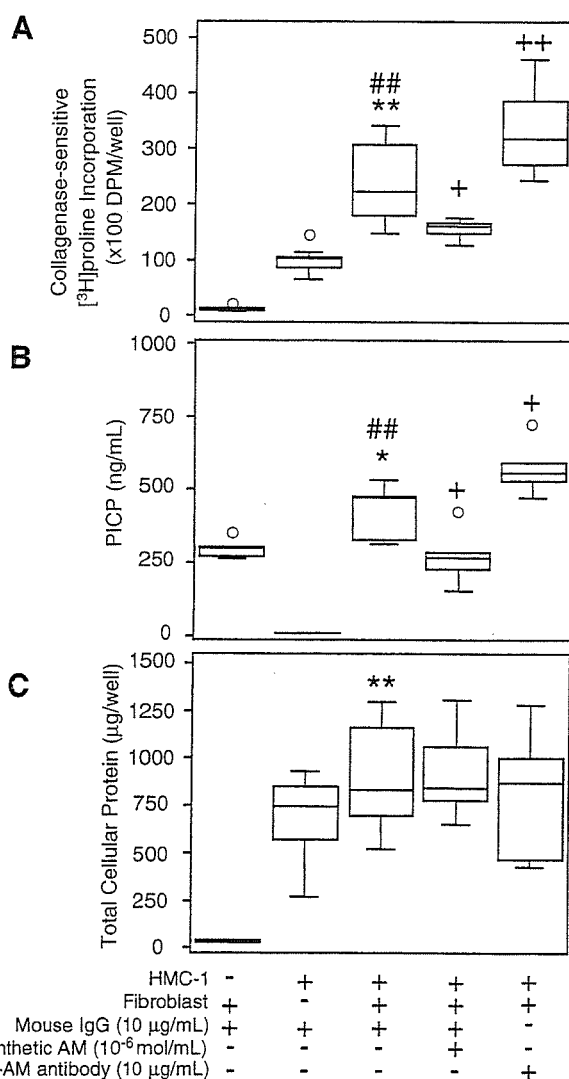 A
Collagenase-sensitive
[³H]proline Incorporation
(x100 DPM/well)
500
400
300
200
100
0
##
**
+
++
B
PICP (ng/mL)
1000
750
500
250
0
##
*
+
+
C
Total Cellular Protein (μg/well)
1500
1250
1000
750
500
250
0
**
HMC-1 - + + + +
Fibroblast + - + + +
Mouse IgG (10 μg/mL) + + + + -
nthetic AM (10⁻⁶ mol/mL) - - - + -
-AM antibody (10 μg/mL) - - - - +